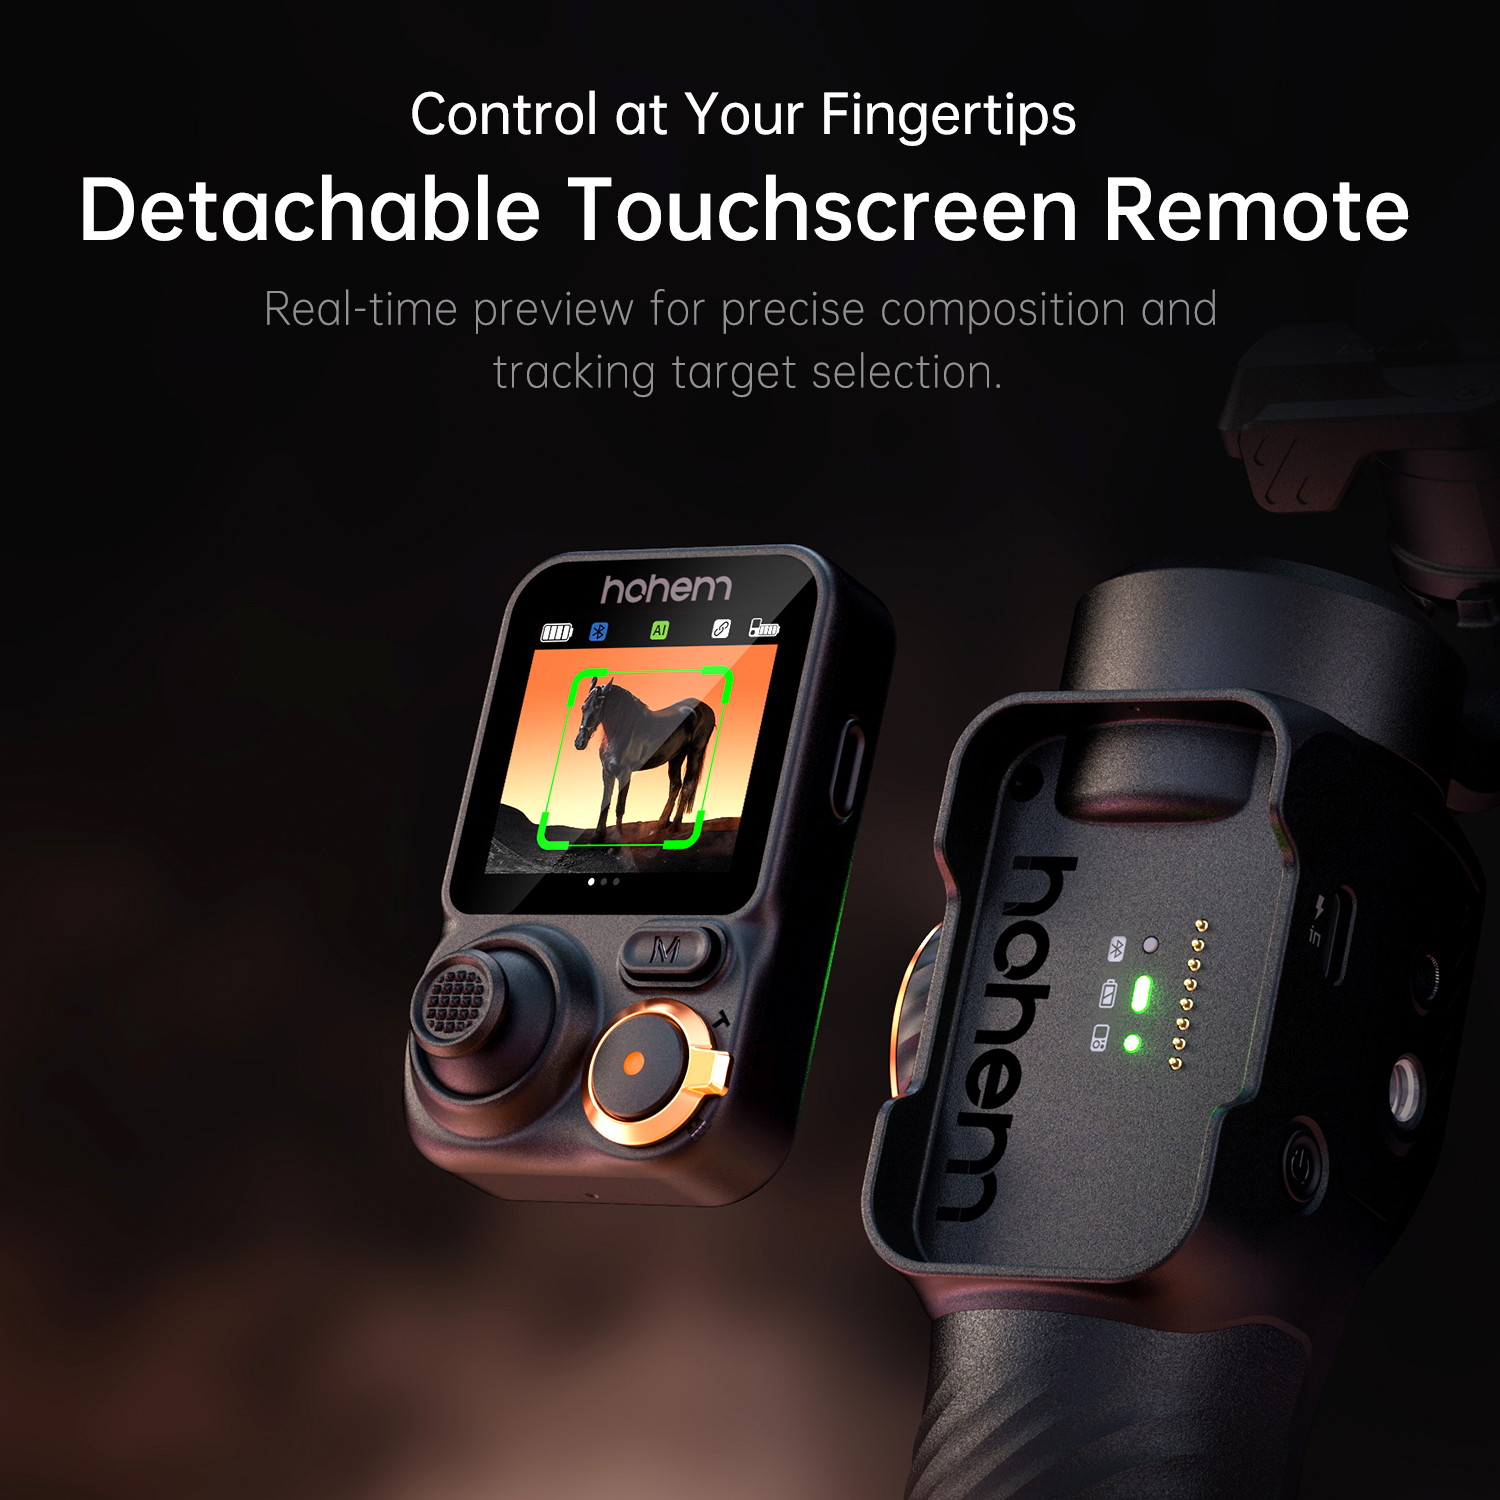 Control at Your Fingertips
Detachable Touchscreen Remote
Real-time preview for precise composition and
tracking target selection.
hohem
AI
M
T
hohem
in